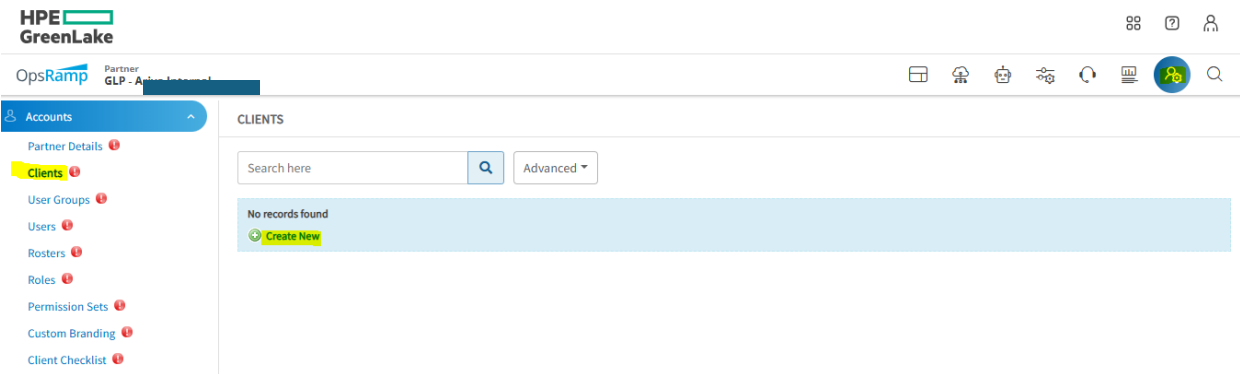 HPE
GreenLake
OpsRamp
Partner
GLP -
Accounts
Partner Details
Clients
User Groups
Users
Rosters
Roles
Permission Sets
Custom Branding
Client Checklist
CLIENTS
Search here
Advanced
No records found
Create New